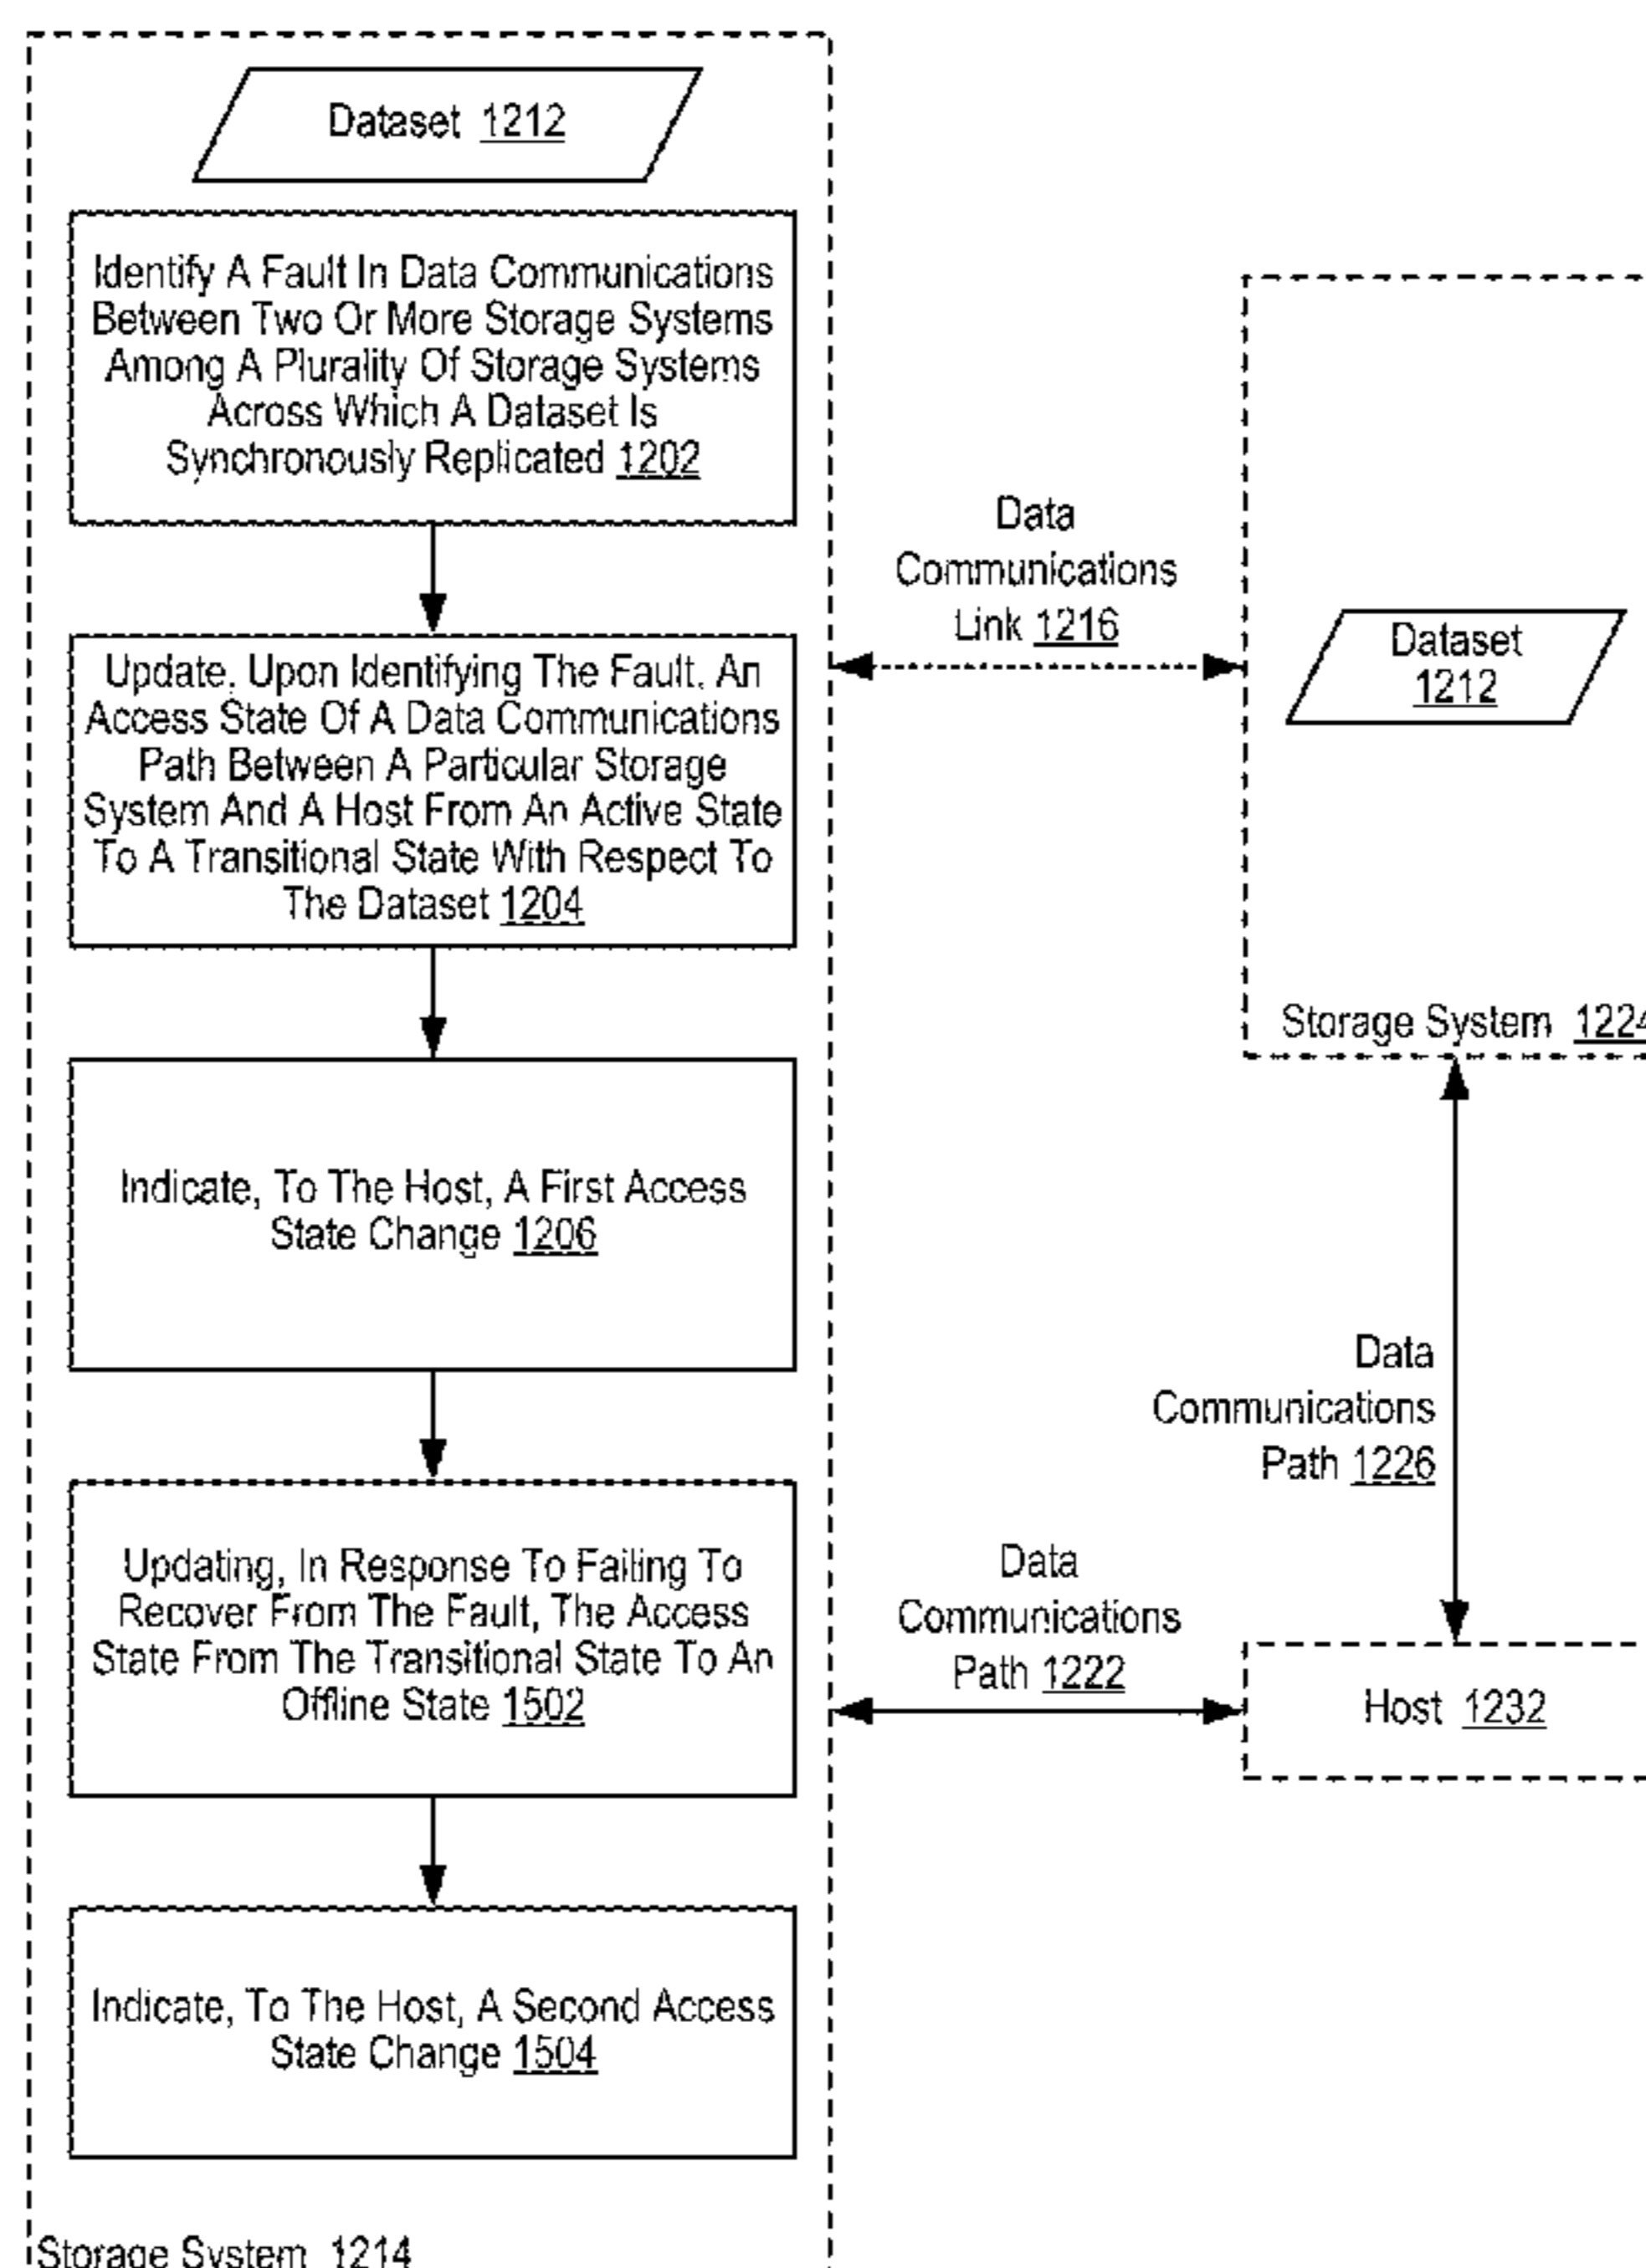 Dataset 1212
Identify A Fault In Data Communications
Between Two Or More Storage Systems
Among A Plurality Of Storage Systems
Across Which A Dataset Is
Synchronously Replicated 1202
Update, Upon Identifying The Fault, An
Access State Of A Data Communications
Path Between A Particular Storage
System And A Host From An Active State
To A Transitional State With Respect To
The Dataset 1204
Indicate, To The Host, A First Access
State Change 1206
Updating, In Response To Failing To
Recover From The Fault, The Access
State From The Transitional State To An
Offline State 1502
Indicate, To The Host, A Second Access
State Change 1504
Storage System 1214
Data
Communications
Link 1216
Dataset
1212
Storage System 1224
Data
Communications
Path 1226
Data
Communications
Path 1222
Host 1232